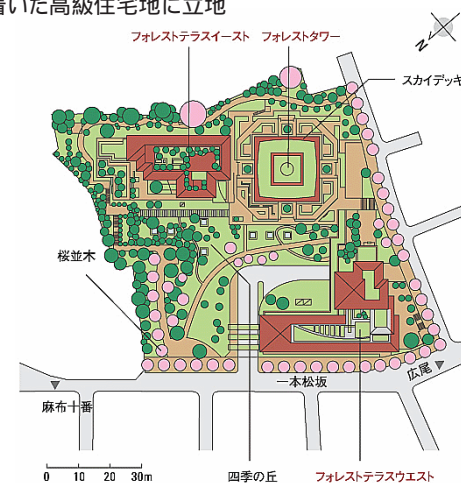 着いた高級住宅地に立地
フォレストテラスイースト フォレストタワー
N
スカイデッキ
桜並木
広尾
一本松坂
麻布十番
0 10 20 30m
四季の丘 フォレストテラスウエスト